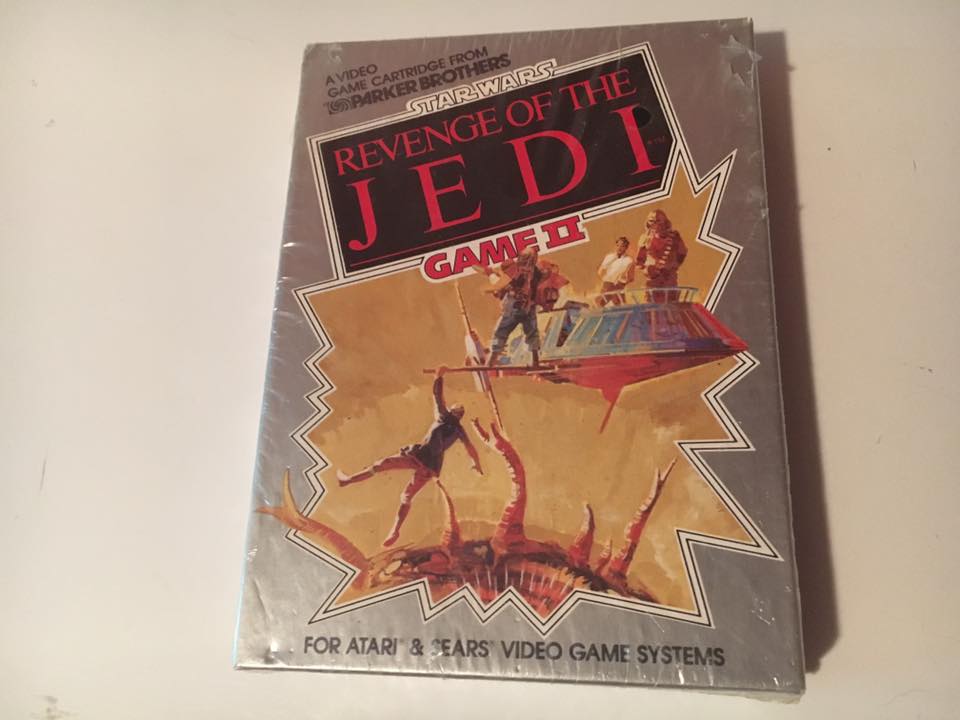 A VIDEO
GAME CARTRIDGE FROM
PARKER BROTHERS
STAR WARS
REVENGE OF THE
JEDI™
GAME II
FOR ATARI® & SEARS® VIDEO GAME SYSTEMS